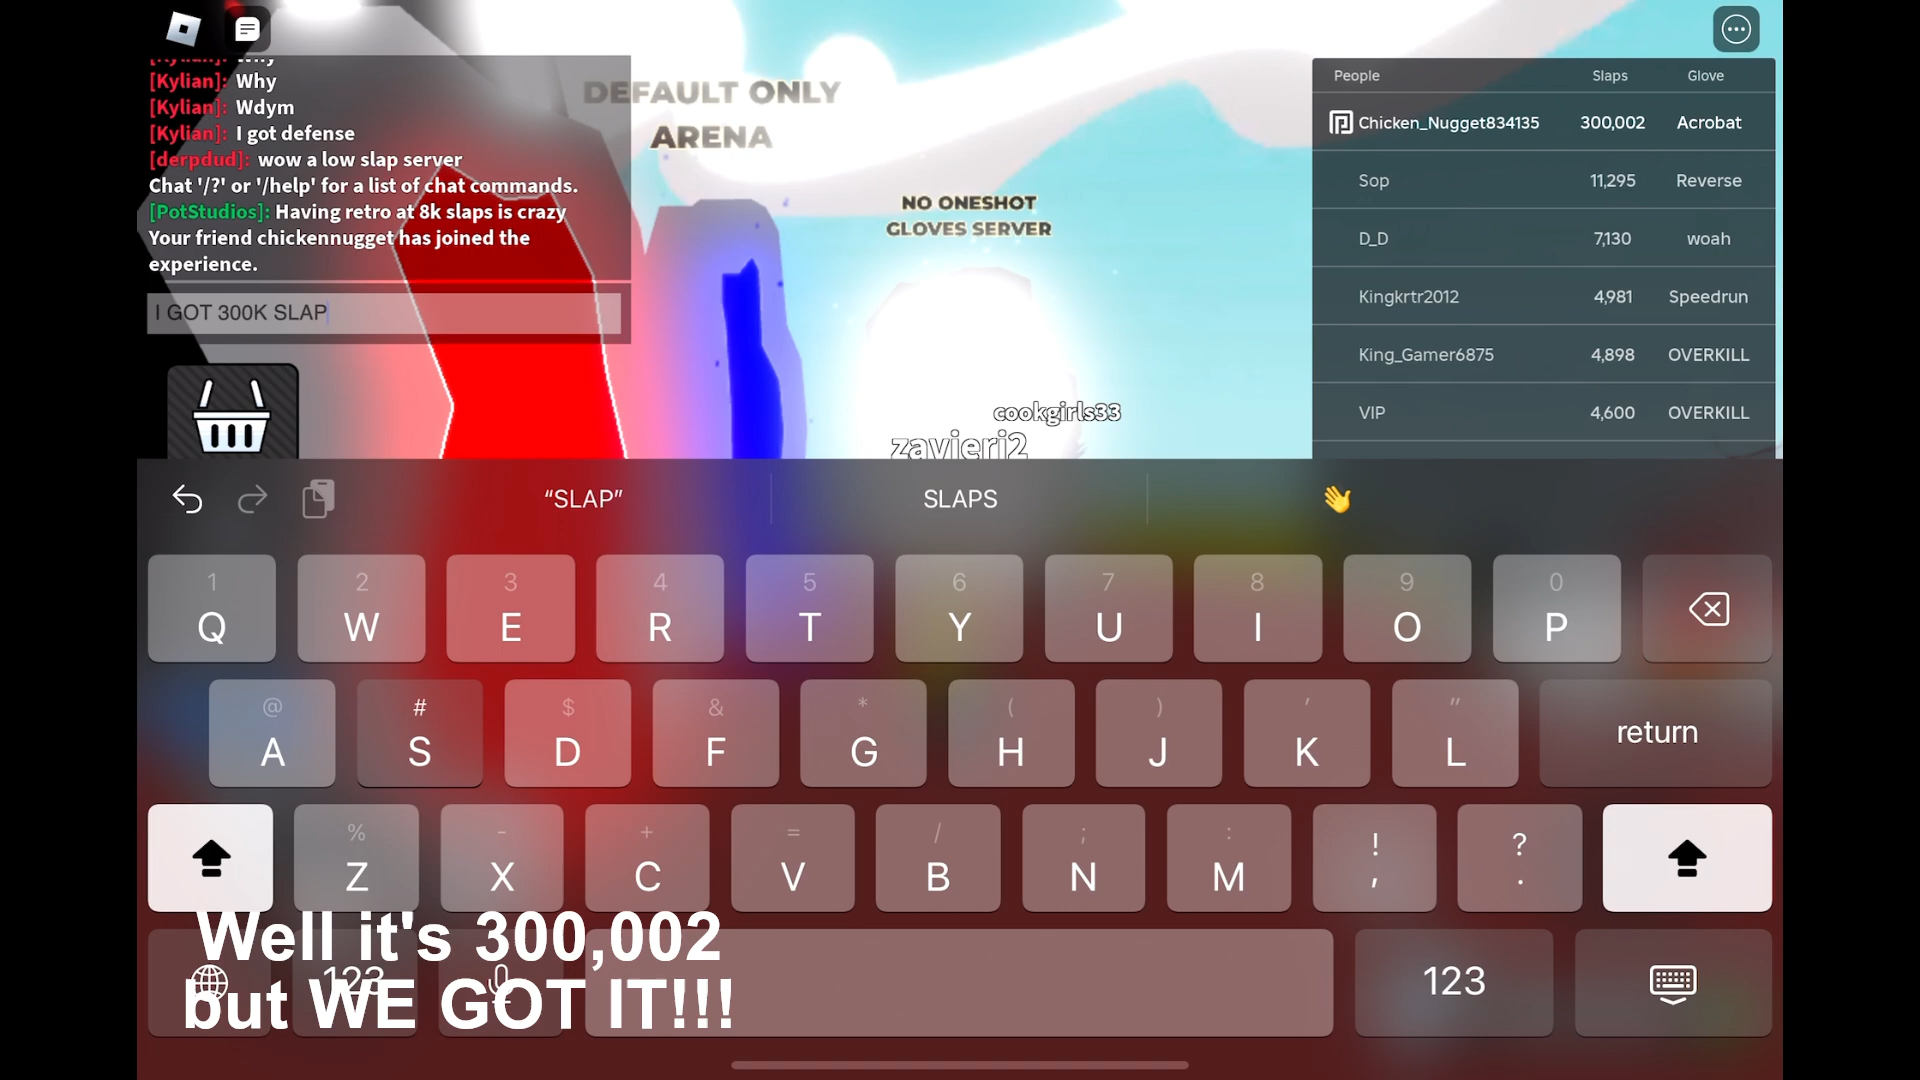 [Kylian]: Why
[Kylian]: Why
[Kylian]: Wdym
[Kylian]: I got defense
[derpdud]: wow a low slap server
Chat '/?' or '/help' for a list of chat commands.
[PotStudios]: Having retro at 8k slaps is crazy
Your friend chickennugget has joined the
experience.
I GOT 300K SLAP
DEFAULT ONLY
ARENA
NO ONESHOT
GLOVES SERVER
cookgirls33
zavierj2
People Slaps Glove
Chicken_Nugget834135 300,002 Acrobat
Sop 11,295 Reverse
D_D 7,130 woah
Kingkrtr2012 4,981 Speedrun
King_Gamer6875 4,898 OVERKILL
VIP 4,600 OVERKILL
“SLAP” SLAPS 👋
1 2 3 4 5 6 7 8 9 0
Q W E R T Y U I O P
@ # $ & * ( ) ' "
A S D F G H J K L return
% - + = / ; : ! ?
Z X C V B N M , .
123 123
Well it's 300,002
but WE GOT IT!!!